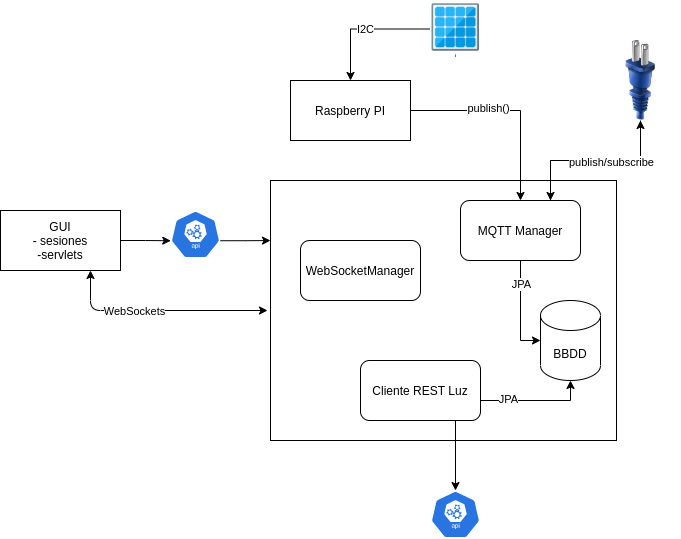 I2C
Raspberry PI
publish()
publish/subscribe
GUI
- sesiones
-servlets
api
MQTT Manager
WebSocketManager
JPA
WebSockets
BBDD
Cliente REST Luz
JPA
api